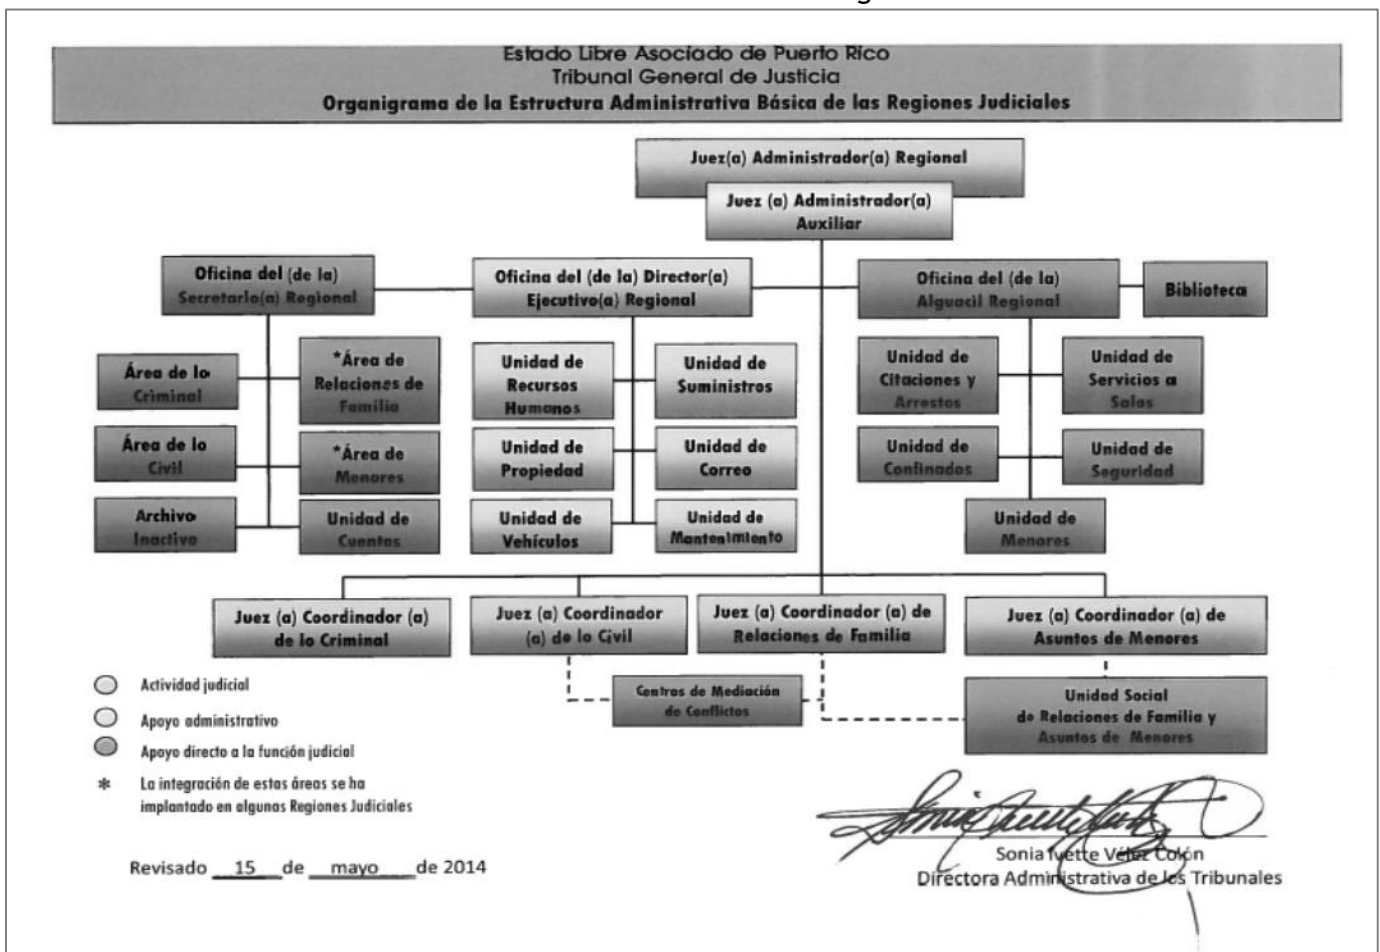 Estado Libre Asociado de Puerto Rico
Tribunal General de Justicia
Organigrama de la Estructura Administrativa Básica de las Regiones Judiciales
Juez(a) Administrador(a) Regional
Juez (a) Administrador(a)
Auxiliar
Oficina del (de la)
Secretario(a) Regional
Oficina del (de la) Director(a)
Ejecutivo(a) Regional
Oficina del (de la)
Alguacil Regional
Biblioteca
Área de lo
Criminal
*Área de
Relaciones de
Familia
Área de lo
Civil
*Área de
Menores
Archivo
Inactivo
Unidad de
Cuentas
Unidad de
Recursos
Humanos
Unidad de
Suministros
Unidad de
Propiedad
Unidad de
Correo
Unidad de
Vehículos
Unidad de
Mantenimiento
Unidad de
Citaciones y
Arrestos
Unidad de
Servicios a
Salas
Unidad de
Confinados
Unidad de
Seguridad
Unidad de
Menores
Juez (a) Coordinador (a)
de lo Criminal
Juez (a) Coordinador
(a) de lo Civil
Juez (a) Coordinador (a) de
Relaciones de Familia
Juez (a) Coordinador (a) de
Asuntos de Menores
Centros de Mediación
de Conflictos
Unidad Social
de Relaciones de Familia y
Asuntos de Menores
Actividad judicial
Apoyo administrativo
Apoyo directo a la función judicial
* La integración de estas áreas se ha
implantado en algunas Regiones Judiciales
Revisado 15 de mayo de 2014
Sonia Ivette Vélez Colón
Directora Administrativa de los Tribunales